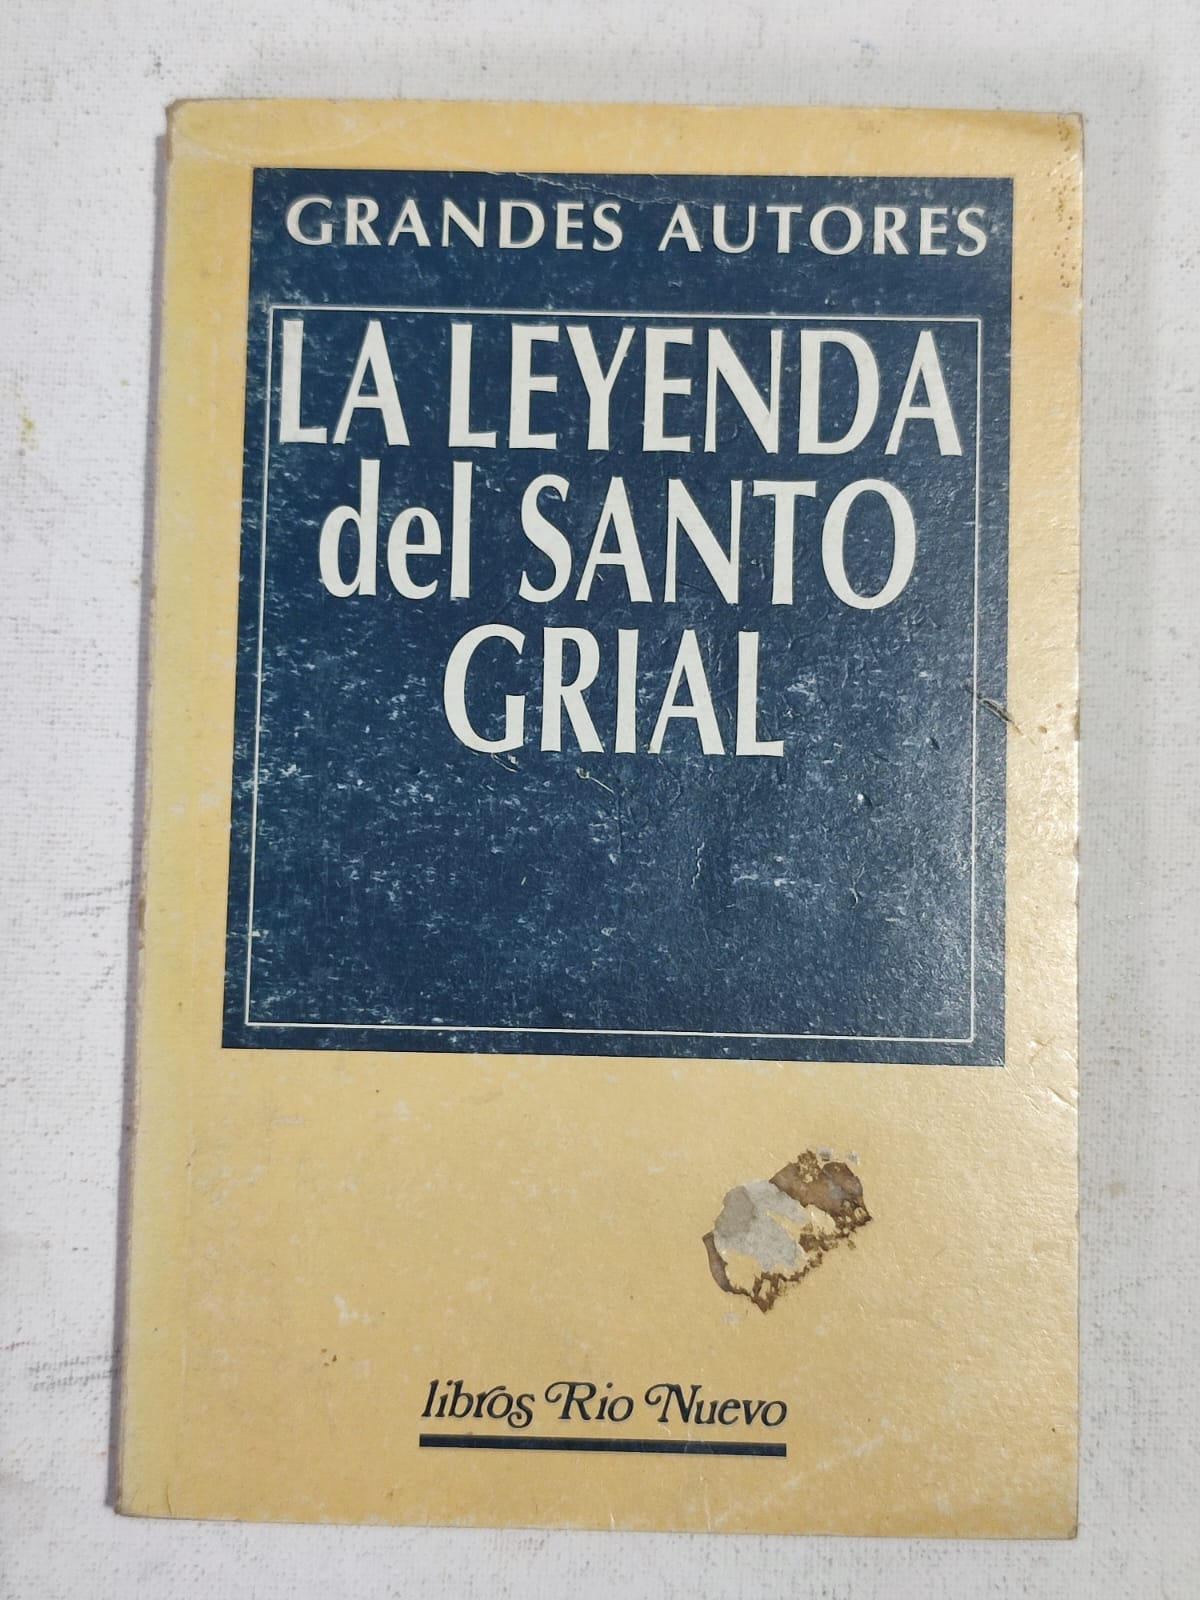 GRANDES AUTORES
LA LEYENDA
del SANTO
GRIAL
libros Rio Nuevo